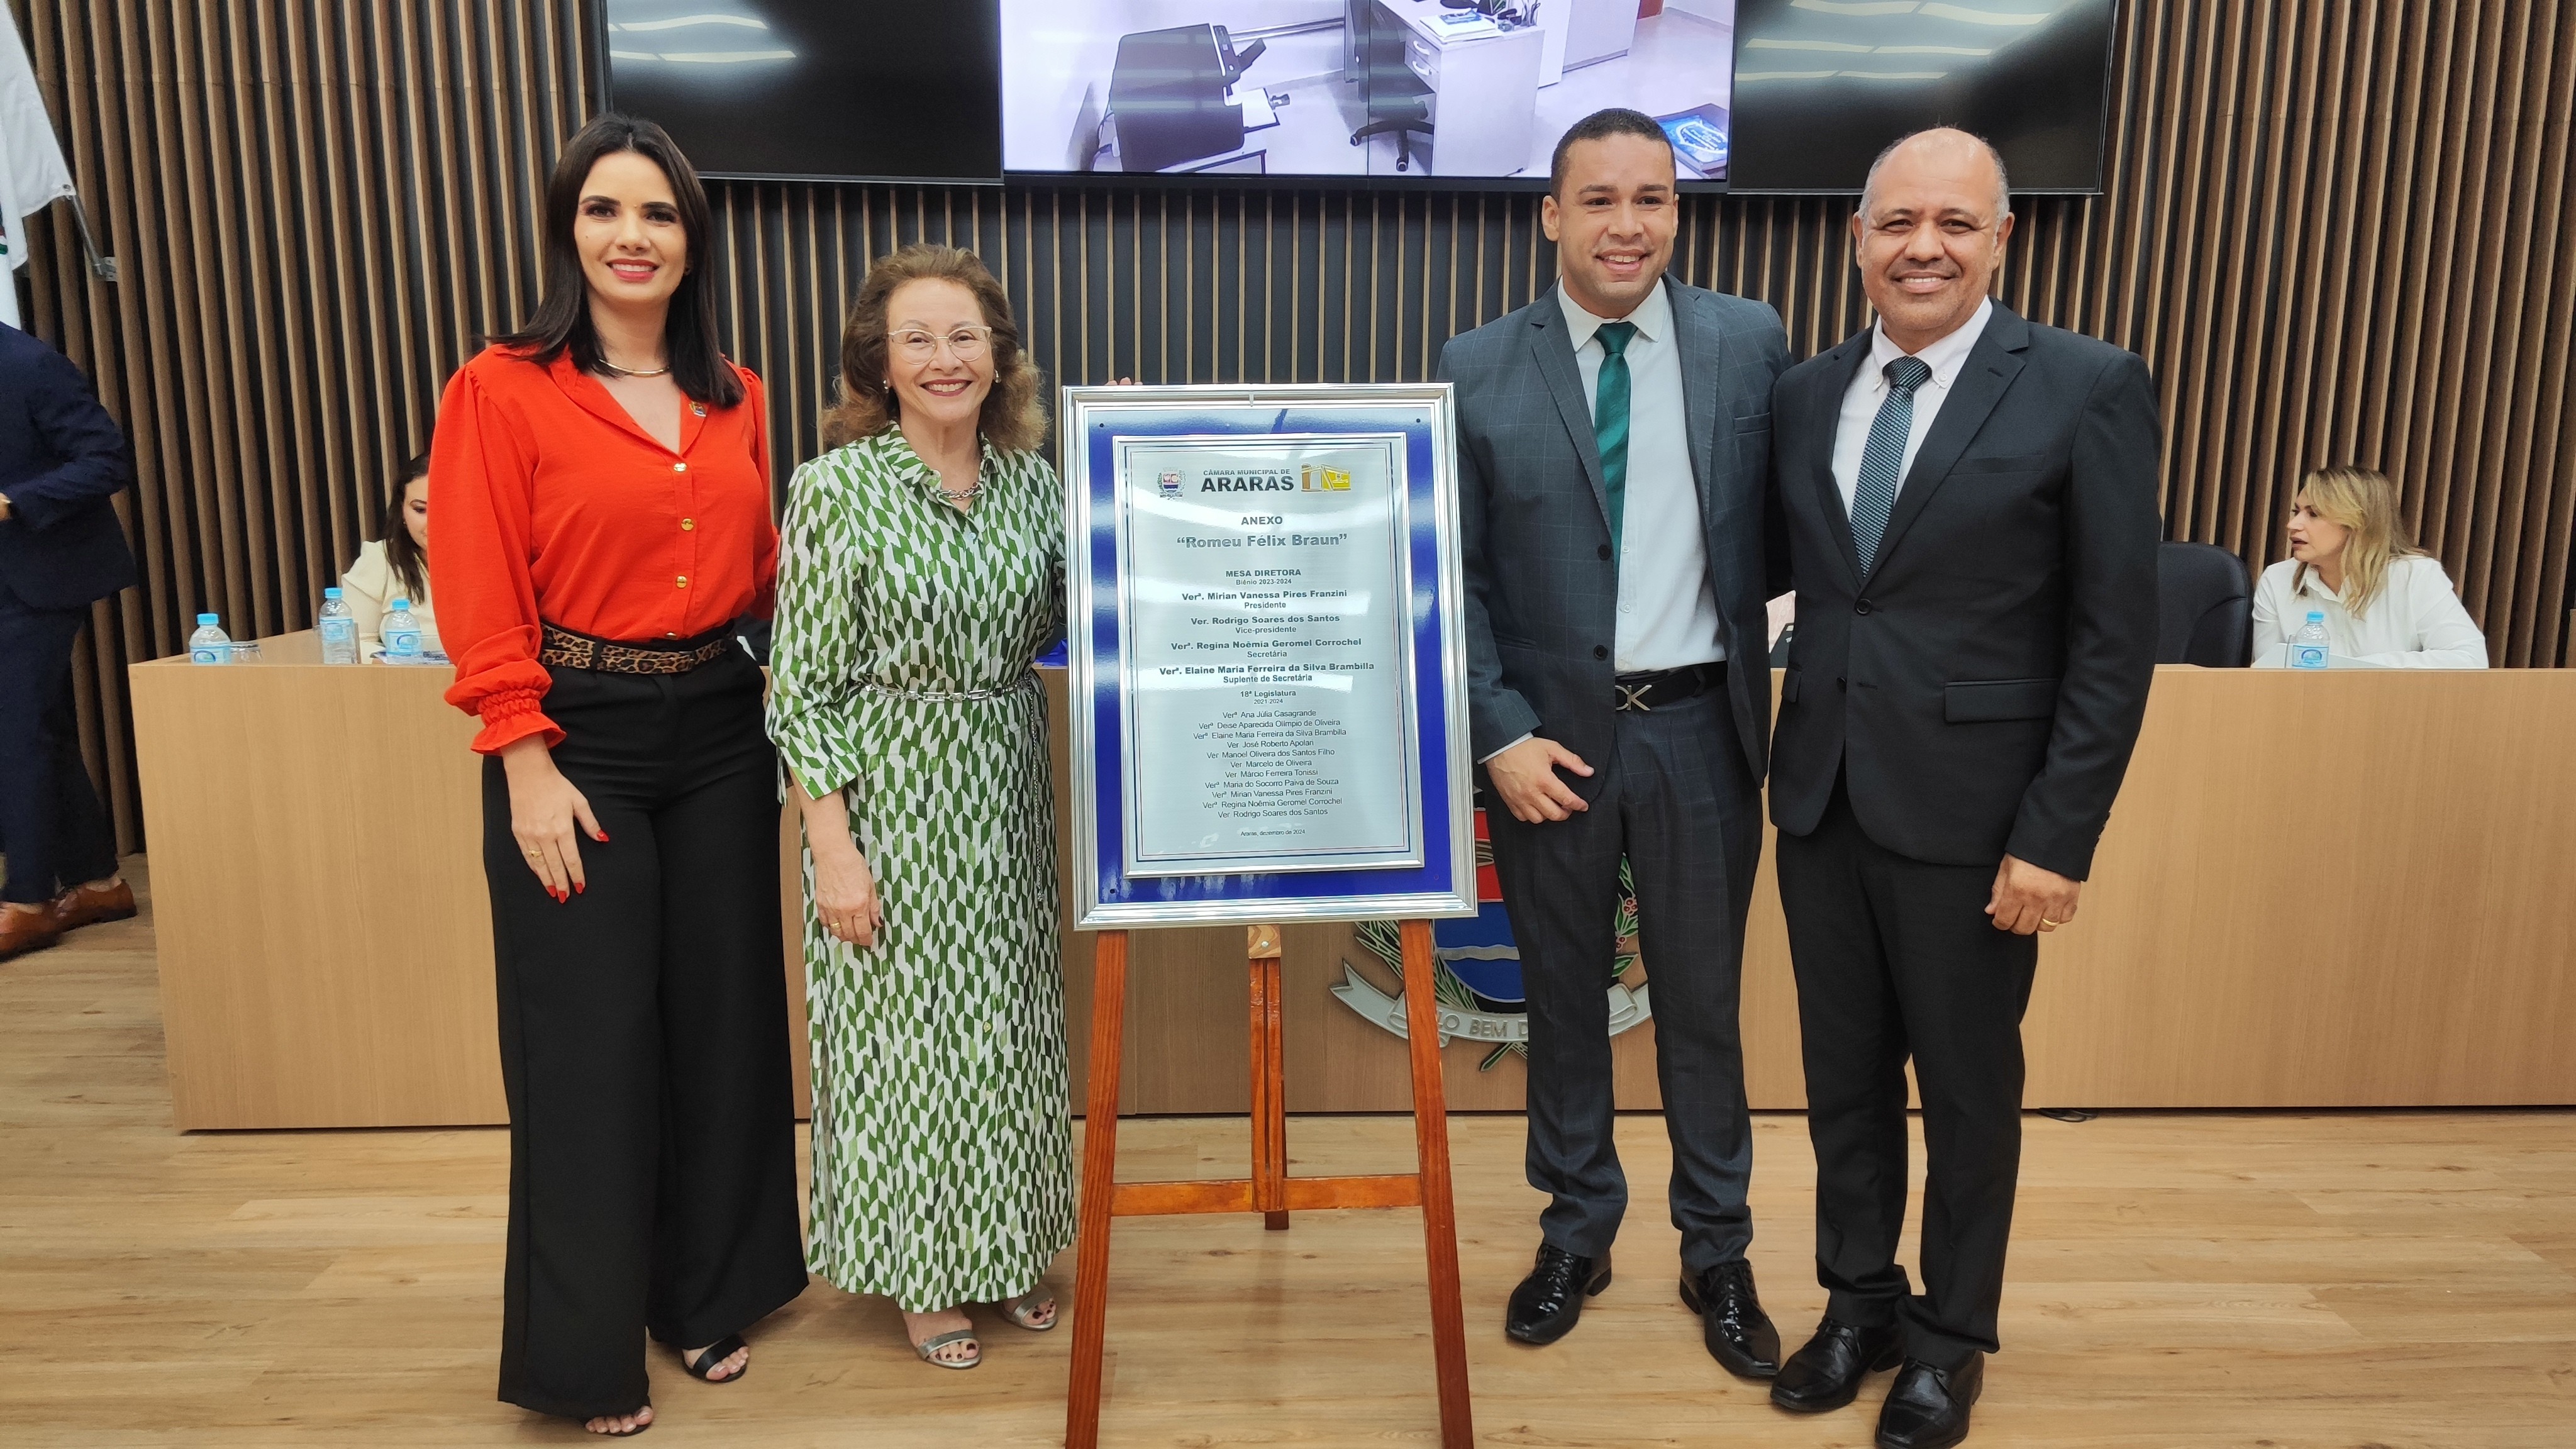 CÂMARA MUNICIPAL DE
ARARAS
ANEXO
“Romeu Félix Braun”
MESA DIRETORA
Biênio 2023-2024
Verª. Mirian Vanessa Pires Franzini
Presidente
Ver. Rodrigo Soares dos Santos
Vice-presidente
Verª. Regina Noêmia Geromel Corrochel
Secretária
Verª. Elaine Maria Ferreira da Silva Brambilla
Suplente de Secretária
18ª Legislatura
2021-2024
Verª. Ana Júlia Casagrande
Verª. Deise Aparecida Olímpio de Oliveira
Verª. Elaine Maria Ferreira da Silva Brambilla
Ver. José Roberto Apolari
Ver. Manoel Oliveira dos Santos Filho
Ver. Marcelo de Oliveira
Ver. Márcio Ferreira Tonissi
Verª. Maria do Socorro Paiva de Souza
Verª. Mirian Vanessa Pires Franzini
Verª. Regina Noêmia Geromel Corrochel
Ver. Rodrigo Soares dos Santos
Araras, dezembro de 2024
LO BEM D